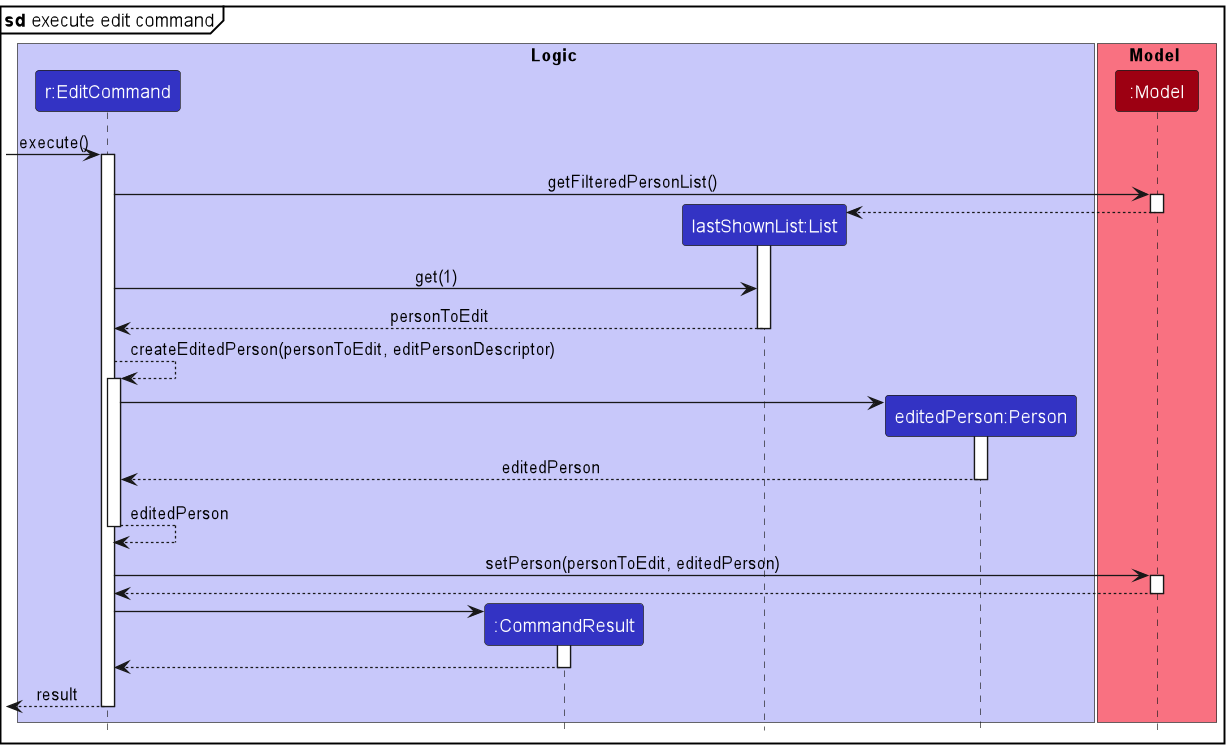 sd execute edit command
Logic
Model
r:EditCommand
:Model
execute()
getFilteredPersonList()
lastShownList:List
get(1)
personToEdit
createEditedPerson(personToEdit, editPersonDescriptor)
editedPerson:Person
editedPerson
editedPerson
setPerson(personToEdit, editedPerson)
:CommandResult
result